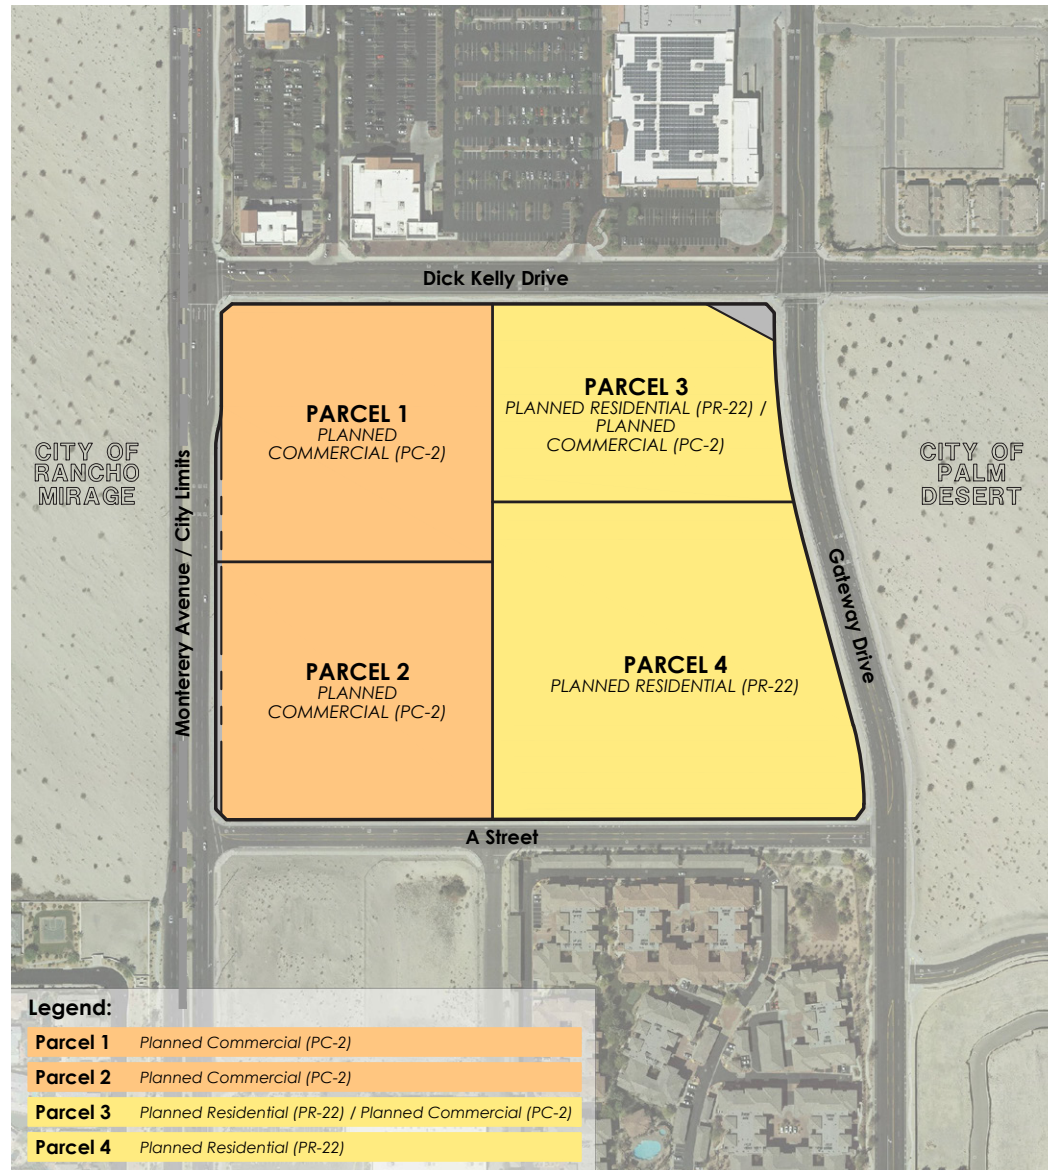 Dick Kelly Drive
PARCEL 1
PLANNED
COMMERCIAL (PC-2)
PARCEL 3
PLANNED RESIDENTIAL (PR-22) /
PLANNED
COMMERCIAL (PC-2)
CITY OF
RANCHO
MIRAGE
Monterery Avenue / City Limits
CITY OF
PALM
DESERT
Gateway Drive
PARCEL 2
PLANNED
COMMERCIAL (PC-2)
PARCEL 4
PLANNED RESIDENTIAL (PR-22)
A Street
Legend:
Parcel 1 Planned Commercial (PC-2)
Parcel 2 Planned Commercial (PC-2)
Parcel 3 Planned Residential (PR-22) / Planned Commercial (PC-2)
Parcel 4 Planned Residential (PR-22)